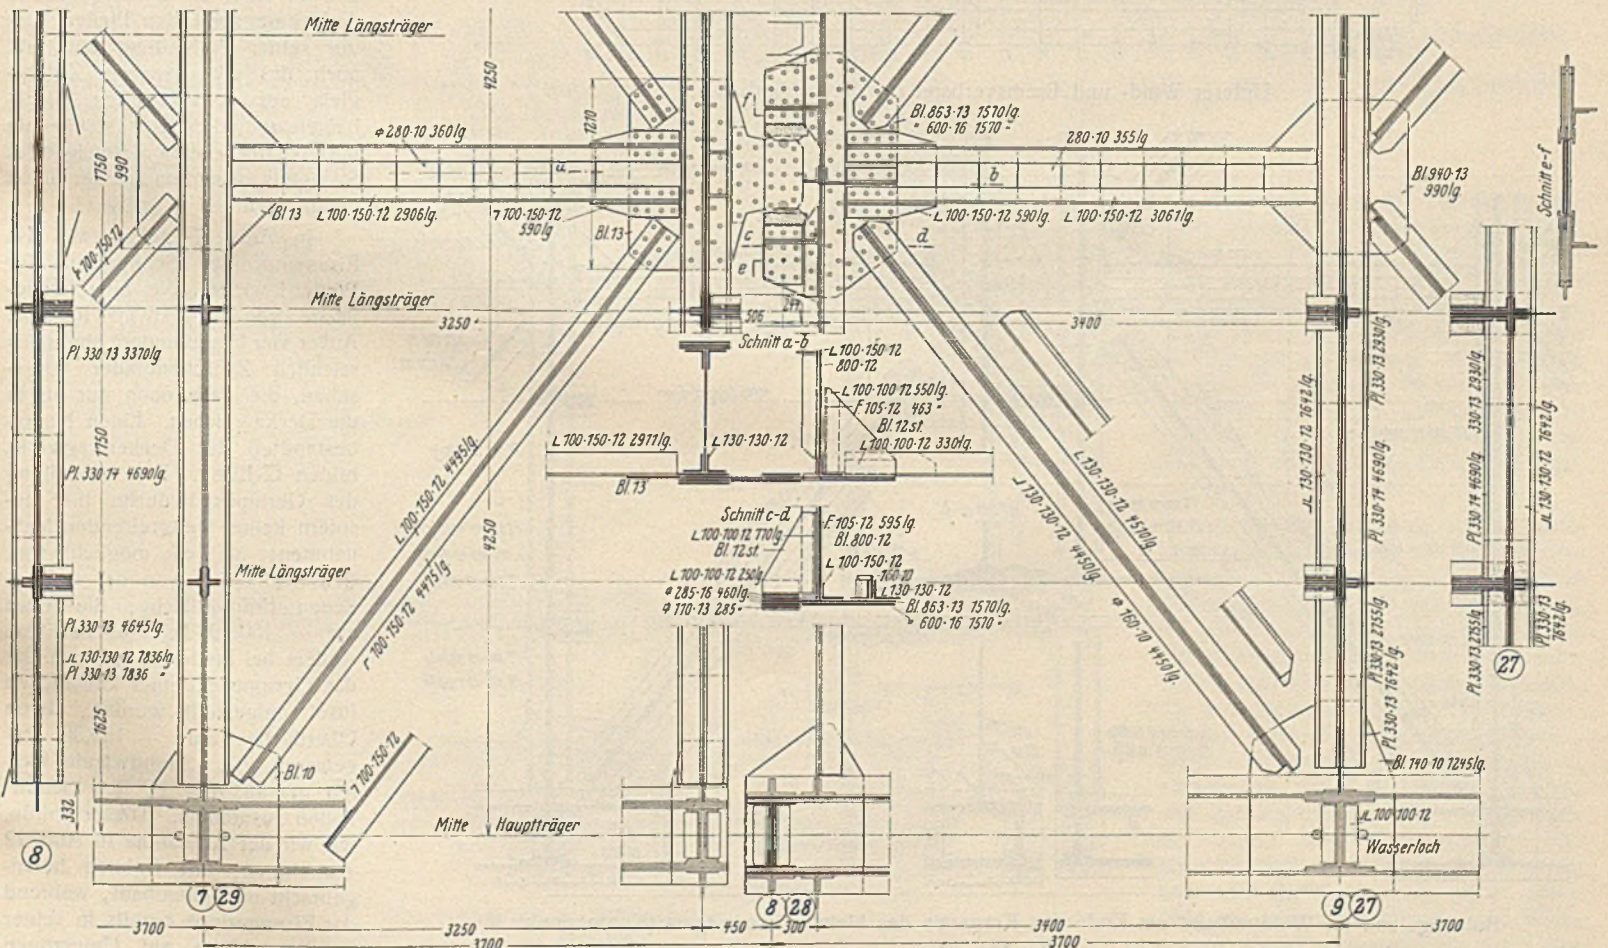 Mitte Längsträger
4250
1210
f
Bl. 863·13 1570lg.
" 600·16 1570 "
280·10 360lg
280·10 355lg
a
b
1750
990
Bl. 940·13
990lg
Schnitt e-f
Bl 13
L 100·150·12 2906lg.
100·150·12
590lg
Bl. 13
L 100·150·12 590lg.
L 100·150·12 3061lg.
c
d
e
100·150·12
Mitte Längsträger
3250
506
247
3400
Pl 330 13 3370lg
Schnitt a-b
L 100·150·12
800·12
L 100·100·12 550lg.
F. 105·12 463 "
Bl. 12 st.
L 100·100·12 330lg.
L 100·150·12 2911lg.
L 130·130·12
Bl. 13
1750
Pl. 330 14 4690lg
L 100·150·12 4495lg.
100·150·12 4475lg
4250
Schnitt c-d
L 100·100 12 770lg
Bl. 12 st.
L 100·100·12 250lg
285·16 460lg.
170·13 285 "
F. 105·12 595lg
Bl. 800·12
L 100·150·12
160·10
L 130·130·12
Bl. 863·13 1570lg.
" 600·16 1570 "
L 130·130·12 4510lg
130·130·12 4450lg.
160·10 4450lg.
JL 130·130·12 7642lg.
Pl. 330·13 2930lg.
Pl. 330·14 4690lg
Pl. 330·13 2755lg
Pl. 330·13 7642lg.
330·13 2930lg.
Pl. 330·14 4690lg
Pl. 330·13 2755lg
JL 130·130·12 7642lg.
Pl. 330·13
7642lg.
27
Mitte Längsträger
Pl 330 13 4645lg.
JL 130·130·12 7836lg
Pl 330·13 7836 "
1625
332
Bl. 10
100·150·12
Bl. 140·10 7245lg.
JL 100·100·12
Wasserloch
Mitte Hauptträger
8
7 29
8 28
9 27
3700
3250
450
300
3400
3700
3700
3700